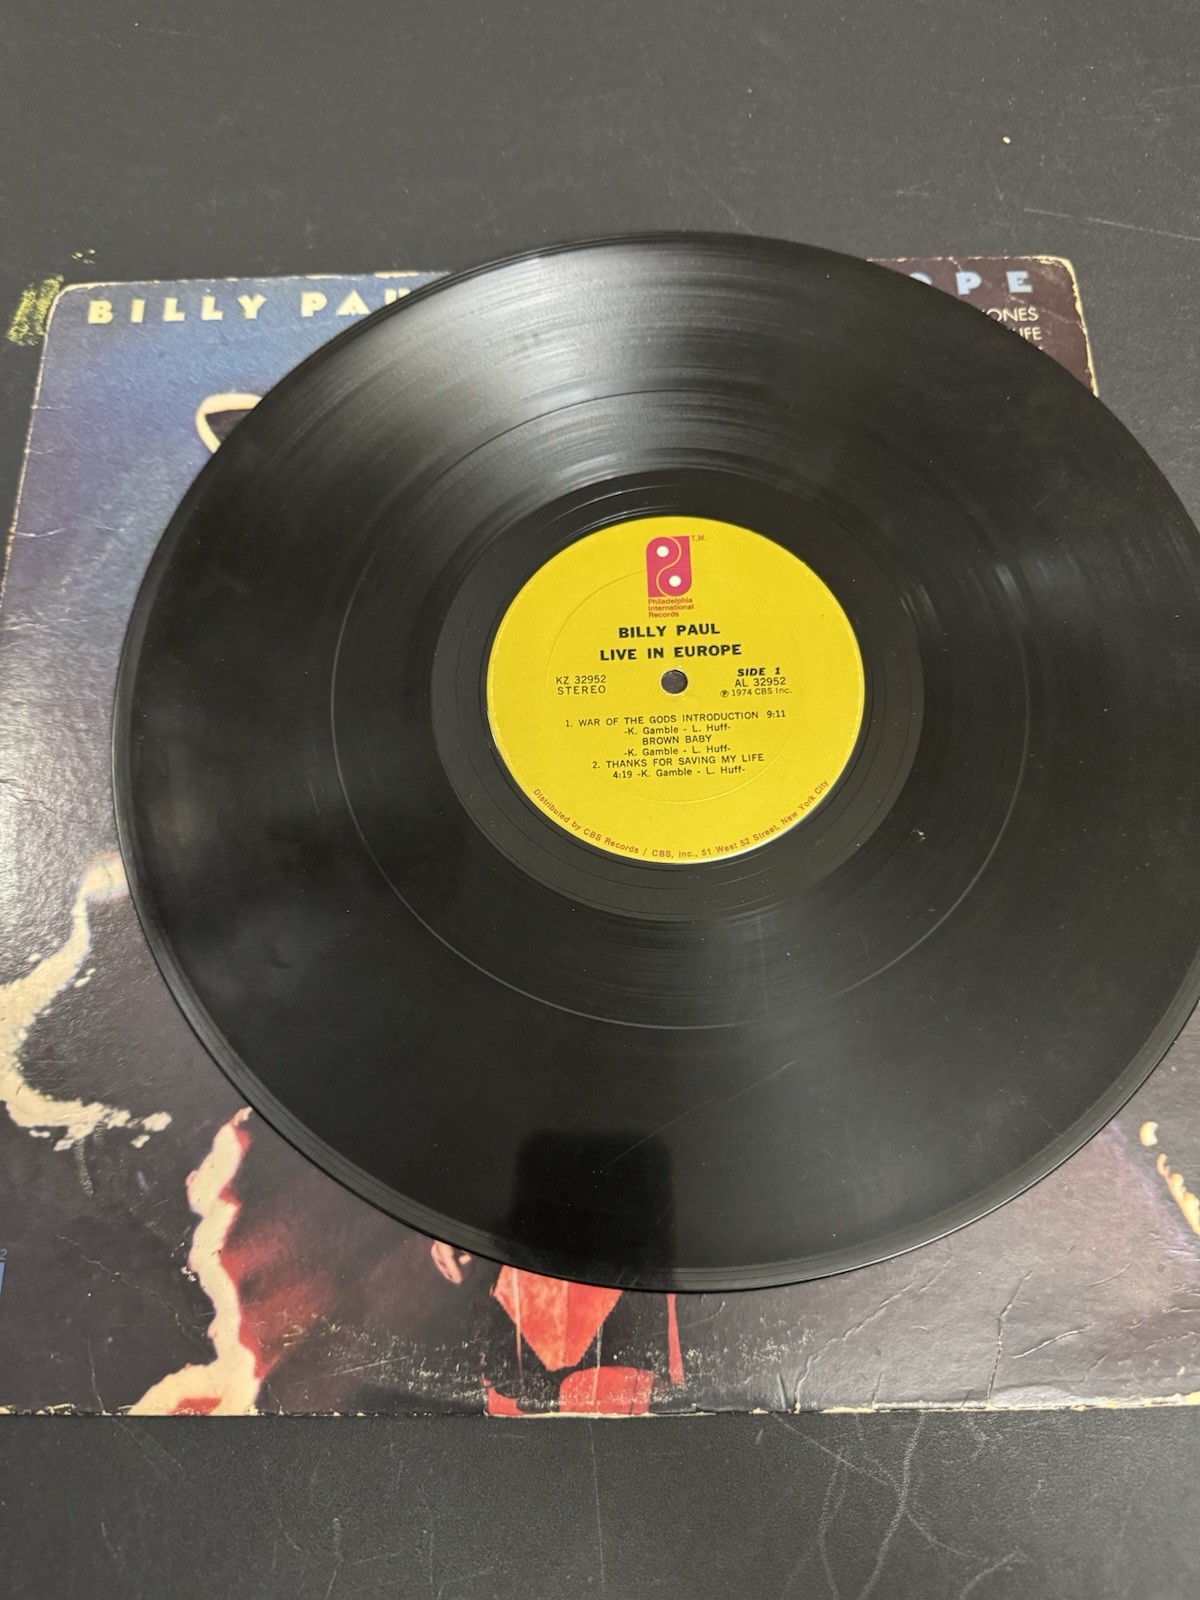 BILLY PAU
OPE
ONES
LIFE
T.M.
Philadelphia
International
Records
BILLY PAUL
LIVE IN EUROPE
KZ 32952
STEREO
SIDE 1
AL 32952
℗ 1974 CBS Inc.
1. WAR OF THE GODS INTRODUCTION 9:11
-K. Gamble - L. Huff-
BROWN BABY
-K. Gamble - L. Huff-
2. THANKS FOR SAVING MY LIFE
4:19 -K. Gamble - L. Huff-
Distributed by CBS Records / CBS, Inc., 51 West 52 Street, New York City
2